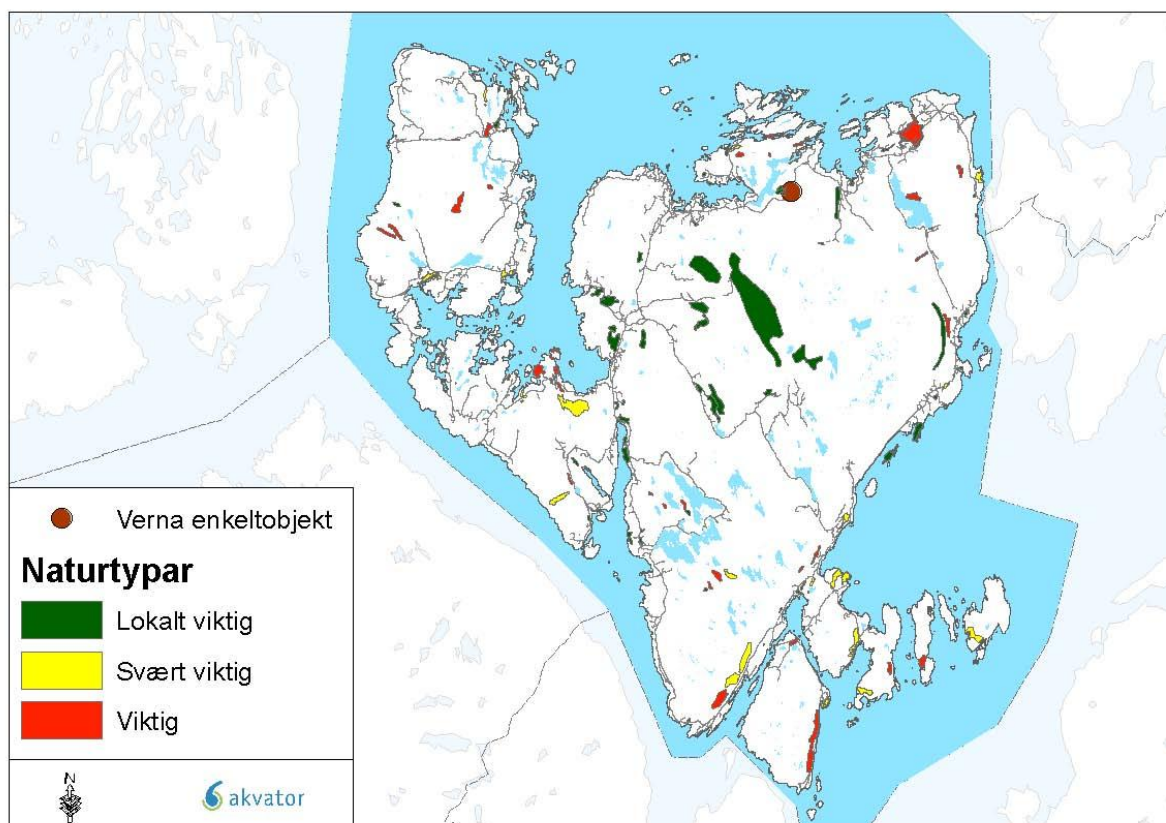 Verna enkeltobjekt
Naturtypar
Lokalt viktig
Svært viktig
Viktig
N
akvator